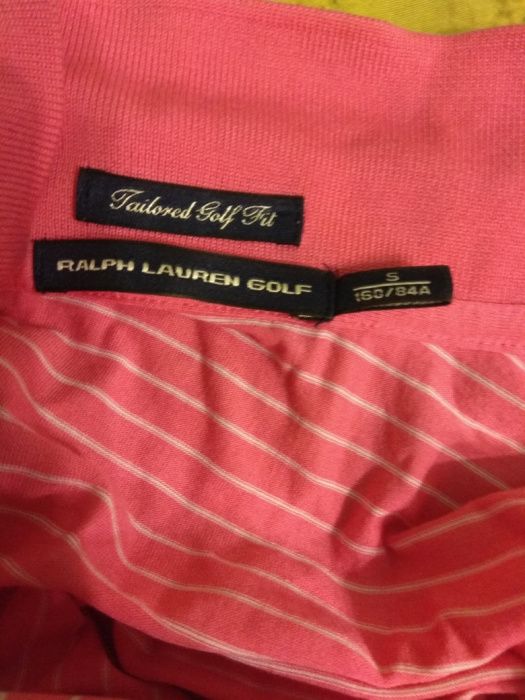 Tailored Golf Fit
RALPH LAUREN GOLF
S
160/84A